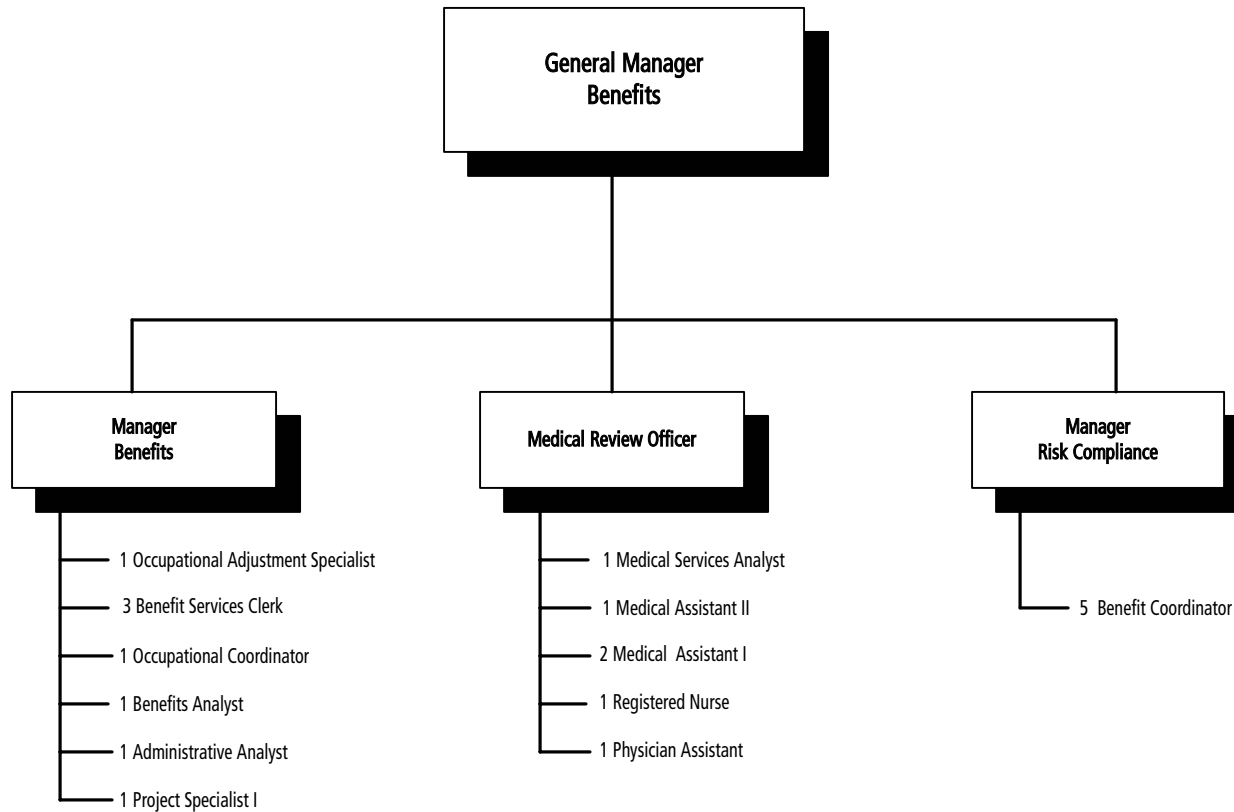 General Manager
Benefits
Manager
Benefits
Medical Review Officer
Manager
Risk Compliance
1 Occupational Adjustment Specialist
3 Benefit Services Clerk
1 Occupational Coordinator
1 Benefits Analyst
1 Administrative Analyst
1 Project Specialist I
1 Medical Services Analyst
1 Medical Assistant II
2 Medical Assistant I
1 Registered Nurse
1 Physician Assistant
5 Benefit Coordinator